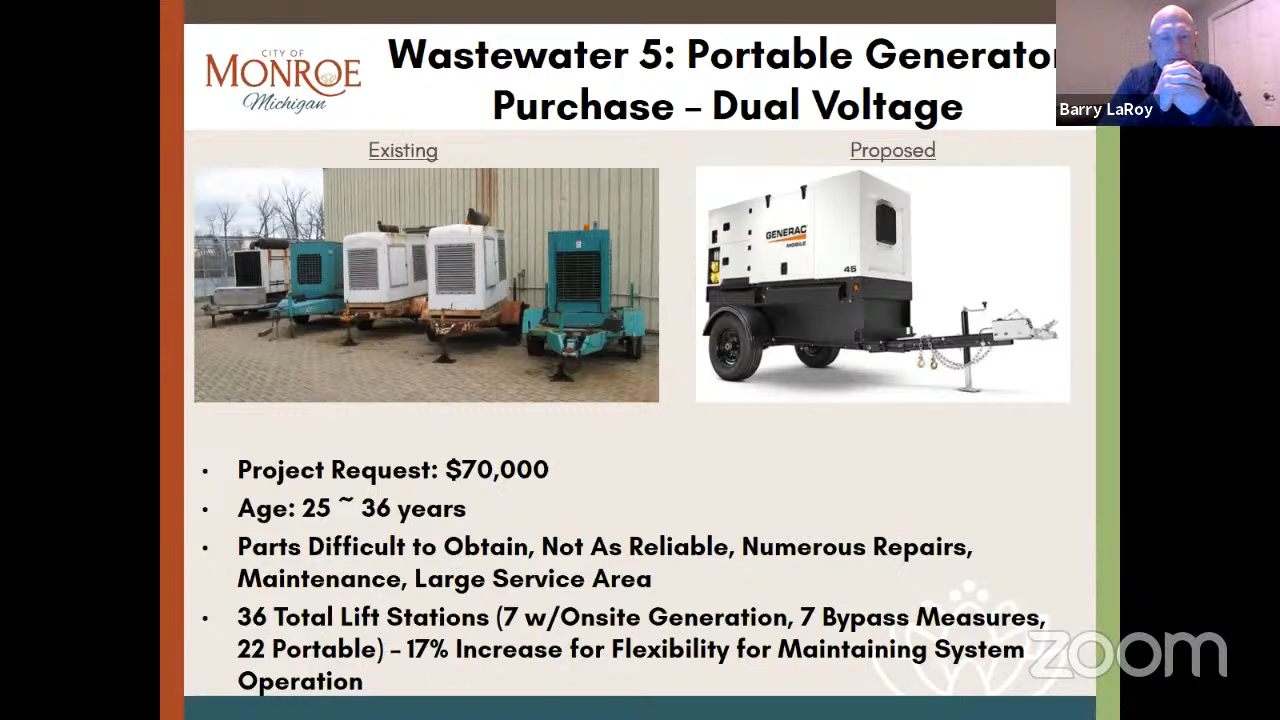 CITY OF
MONROE
Michigan
Wastewater 5: Portable Generato
Purchase – Dual Voltage
Barry LaRoy
Existing
Proposed
GENERAC
MOBILE
45
• Project Request: $70,000
• Age: 25 ~ 36 years
• Parts Difficult to Obtain, Not As Reliable, Numerous Repairs,
Maintenance, Large Service Area
• 36 Total Lift Stations (7 w/Onsite Generation, 7 Bypass Measures,
22 Portable) – 17% Increase for Flexibility for Maintaining System
Operation
zoom